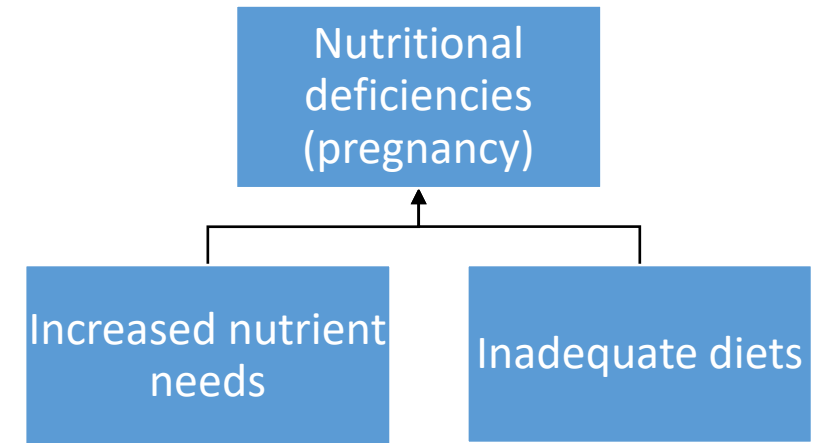 Nutritional
deficiencies
(pregnancy)
Increased nutrient
needs
Inadequate diets